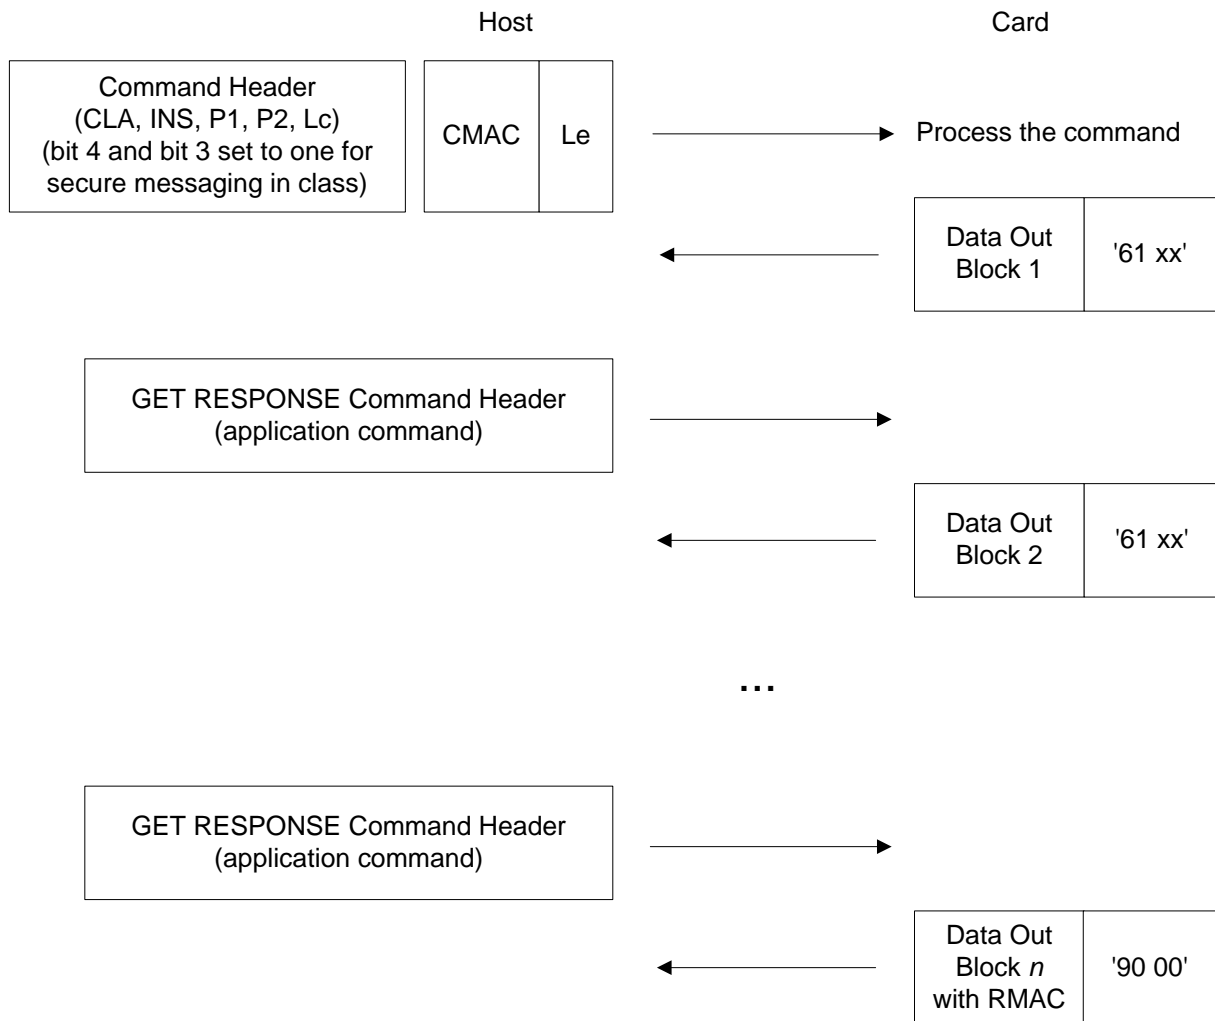 Host
Card
Command Header
(CLA, INS, P1, P2, Lc)
(bit 4 and bit 3 set to one for
secure messaging in class)
CMAC
Le
Process the command
Data Out
Block 1
'61 xx'
GET RESPONSE Command Header
(application command)
Data Out
Block 2
'61 xx'
...
GET RESPONSE Command Header
(application command)
Data Out
Block n
with RMAC
'90 00'